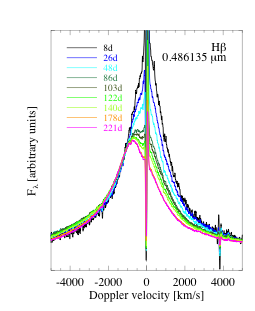 Hβ
0.486135 μm
8d
26d
48d
86d
103d
122d
140d
178d
221d
F_λ [arbitrary units]
-4000 -2000 0 2000 4000
Doppler velocity [km/s]